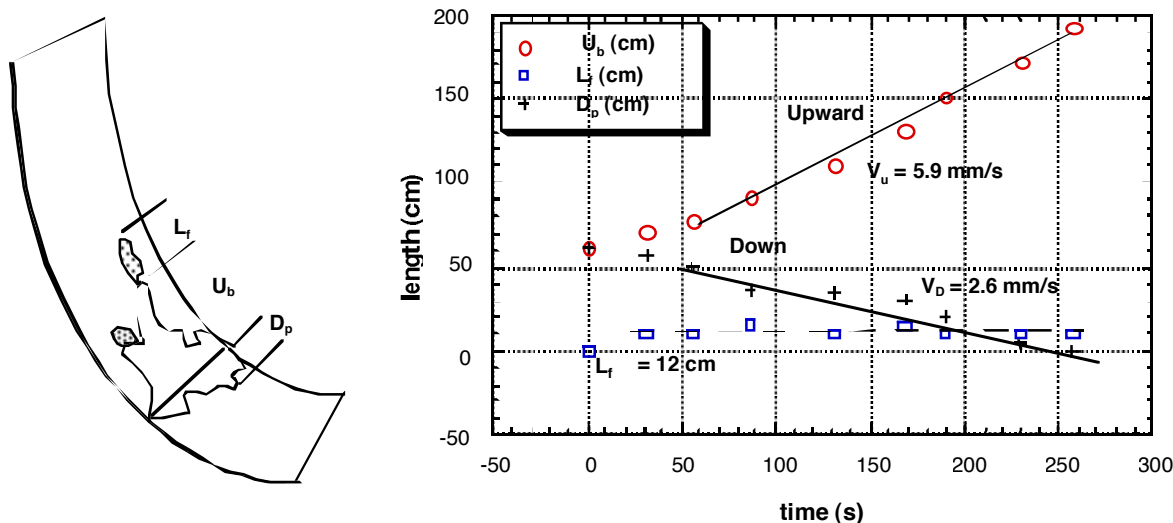 L_f
U_b
D_p
200
150
100
50
0
-50
length (cm)
U_b (cm)
L_f (cm)
D_p (cm)
Upward
V_u = 5.9 mm/s
Down
V_D = 2.6 mm/s
L_f = 12 cm
-50 0 50 100 150 200 250 300
time (s)